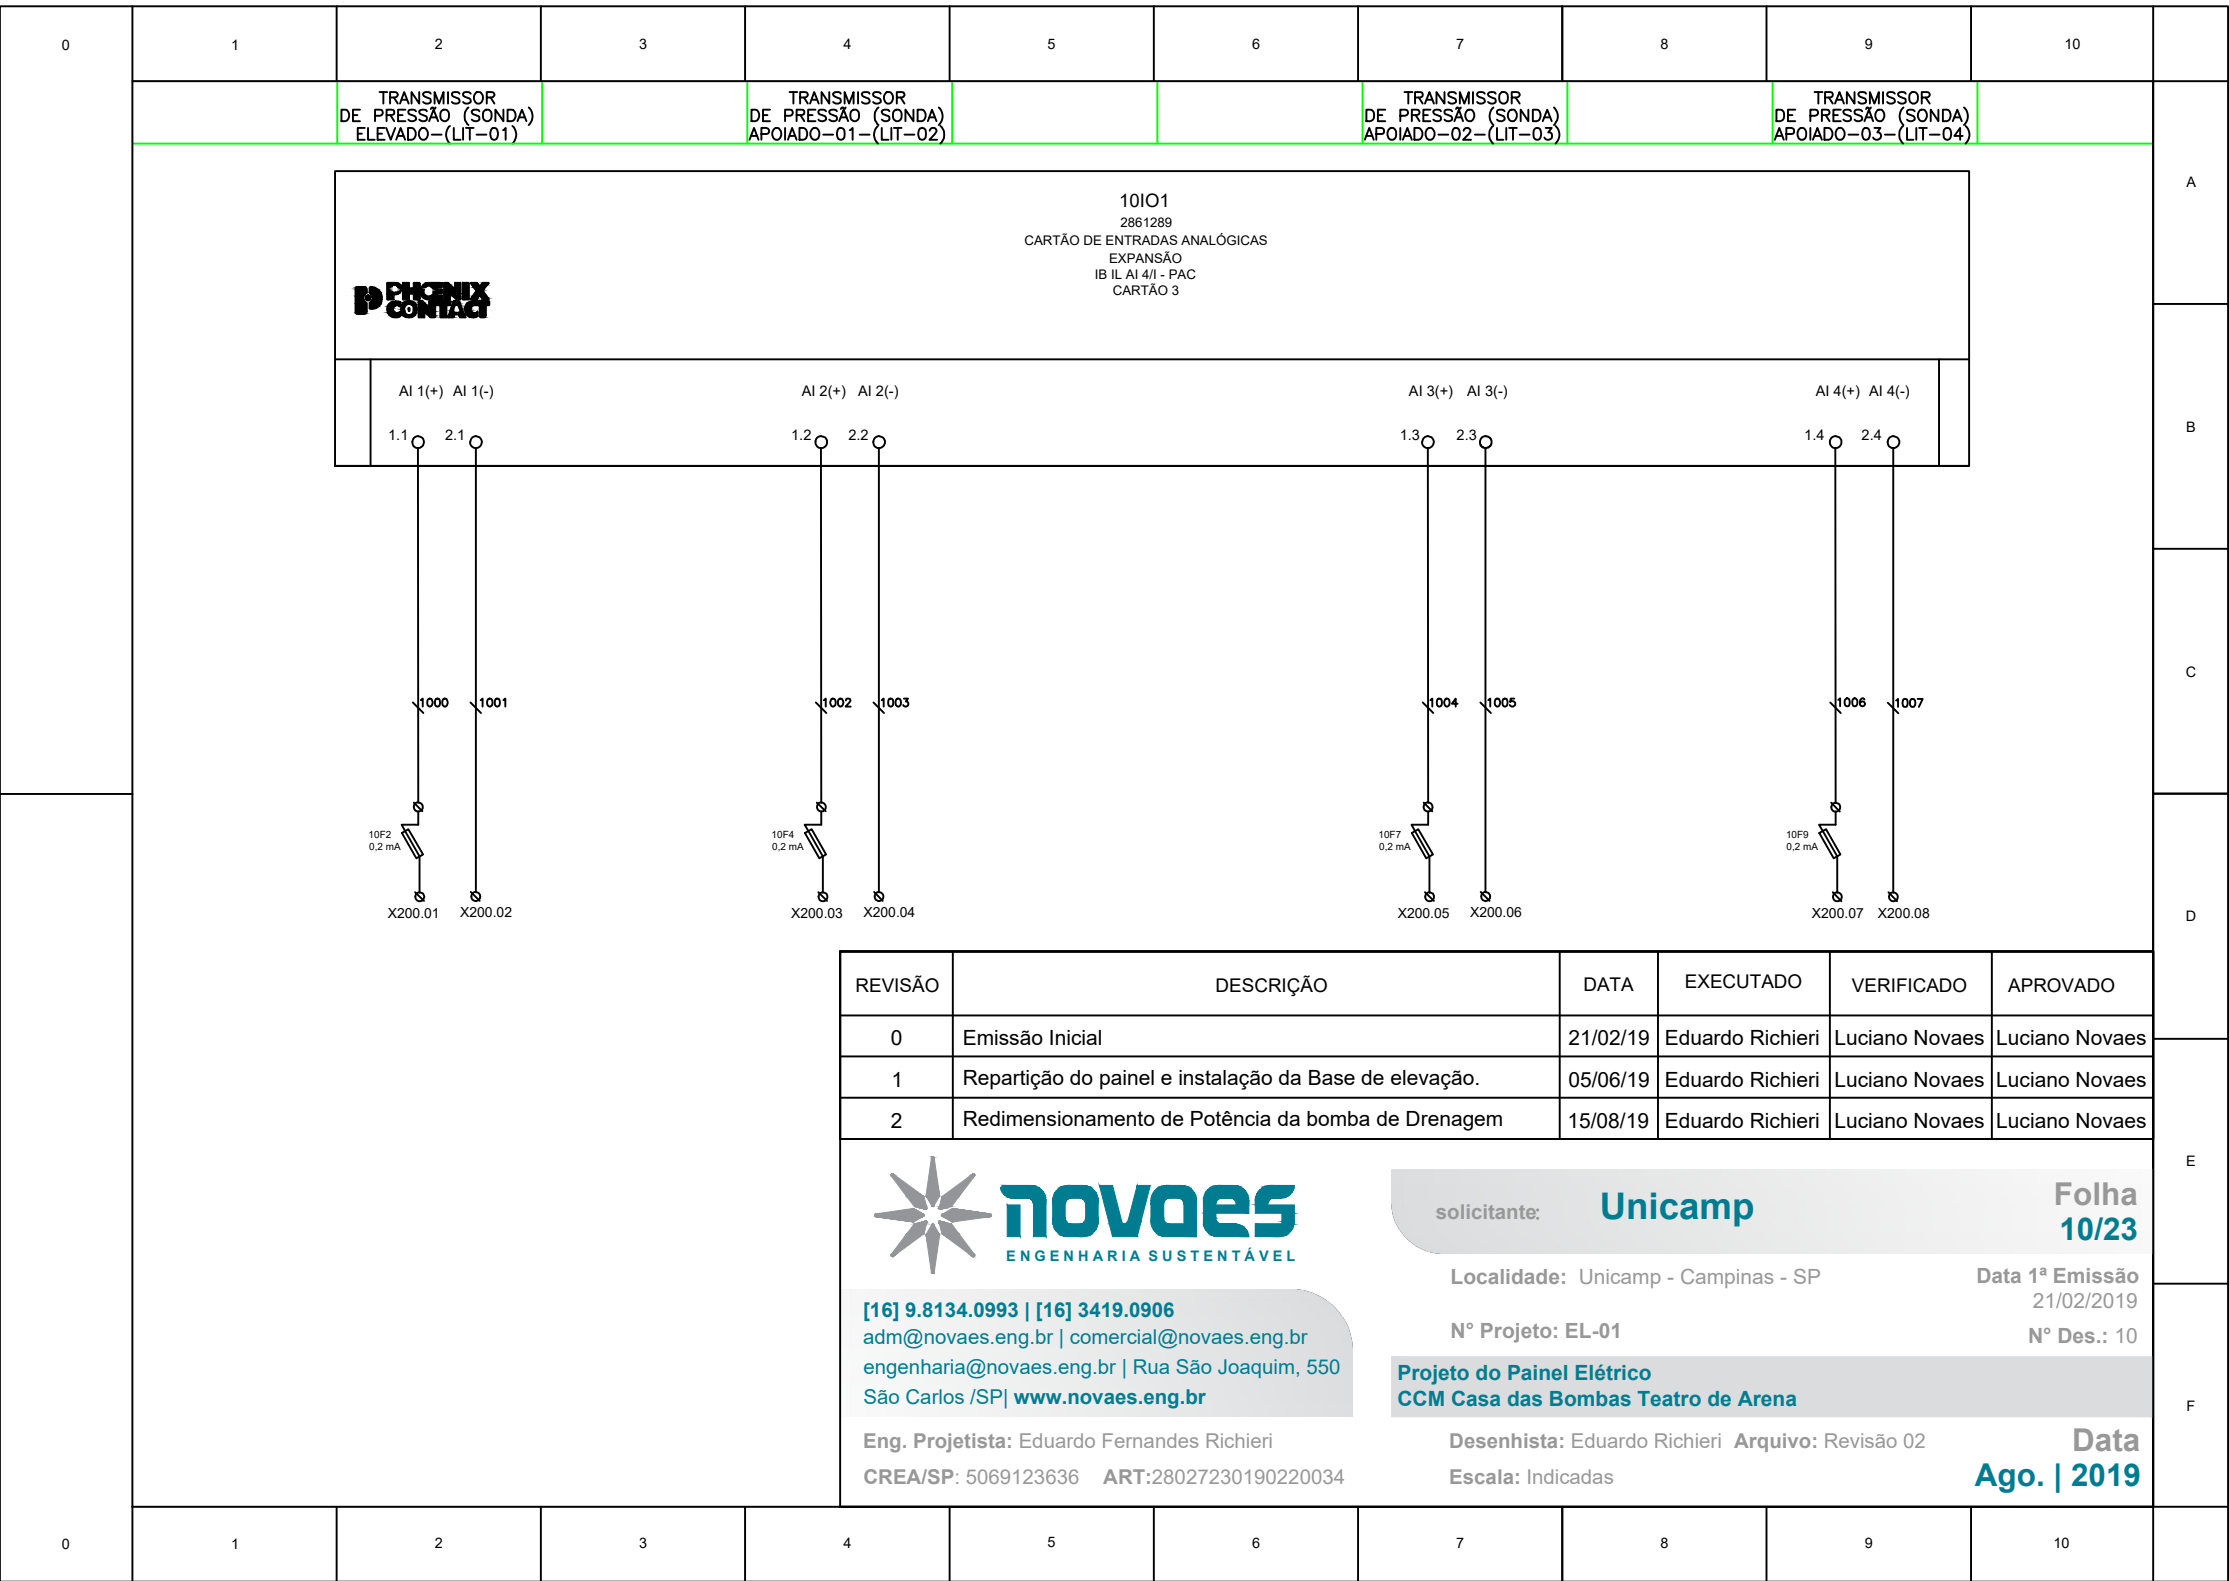 0 1 2 3 4 5 6 7 8 9 10
TRANSMISSOR
DE PRESSÃO (SONDA)
ELEVADO-(LIT-01)
TRANSMISSOR
DE PRESSÃO (SONDA)
APOIADO-01-(LIT-02)
TRANSMISSOR
DE PRESSÃO (SONDA)
APOIADO-02-(LIT-03)
TRANSMISSOR
DE PRESSÃO (SONDA)
APOIADO-03-(LIT-04)
A
10IO1
2861289
CARTÃO DE ENTRADAS ANALÓGICAS
EXPANSÃO
IB IL AI 4/I - PAC
CARTÃO 3
PHOENIX
CONTACT
AI 1(+) AI 1(-) AI 2(+) AI 2(-) AI 3(+) AI 3(-) AI 4(+) AI 4(-)
B
1.1 2.1 1.2 2.2 1.3 2.3 1.4 2.4
C
1000 1001 1002 1003 1004 1005 1006 1007
10F2
0,2 mA
10F4
0,2 mA
10F7
0,2 mA
10F9
0,2 mA
X200.01 X200.02 X200.03 X200.04 X200.05 X200.06 X200.07 X200.08
D
REVISÃO DESCRIÇÃO DATA EXECUTADO VERIFICADO APROVADO
0 Emissão Inicial 21/02/19 Eduardo Richieri Luciano Novaes Luciano Novaes
1 Repartição do painel e instalação da Base de elevação. 05/06/19 Eduardo Richieri Luciano Novaes Luciano Novaes
2 Redimensionamento de Potência da bomba de Drenagem 15/08/19 Eduardo Richieri Luciano Novaes Luciano Novaes
E
novaes
ENGENHARIA SUSTENTÁVEL
[16] 9.8134.0993 | [16] 3419.0906
adm@novaes.eng.br | comercial@novaes.eng.br
engenharia@novaes.eng.br | Rua São Joaquim, 550
São Carlos /SP| www.novaes.eng.br
Eng. Projetista: Eduardo Fernandes Richieri
CREA/SP: 5069123636 ART:28027230190220034
solicitante: Unicamp
Folha
10/23
Localidade: Unicamp - Campinas - SP
Data 1ª Emissão
21/02/2019
N° Projeto: EL-01
N° Des.: 10
Projeto do Painel Elétrico
CCM Casa das Bombas Teatro de Arena
F
Desenhista: Eduardo Richieri Arquivo: Revisão 02
Escala: Indicadas
Data
Ago. | 2019
0 1 2 3 4 5 6 7 8 9 10